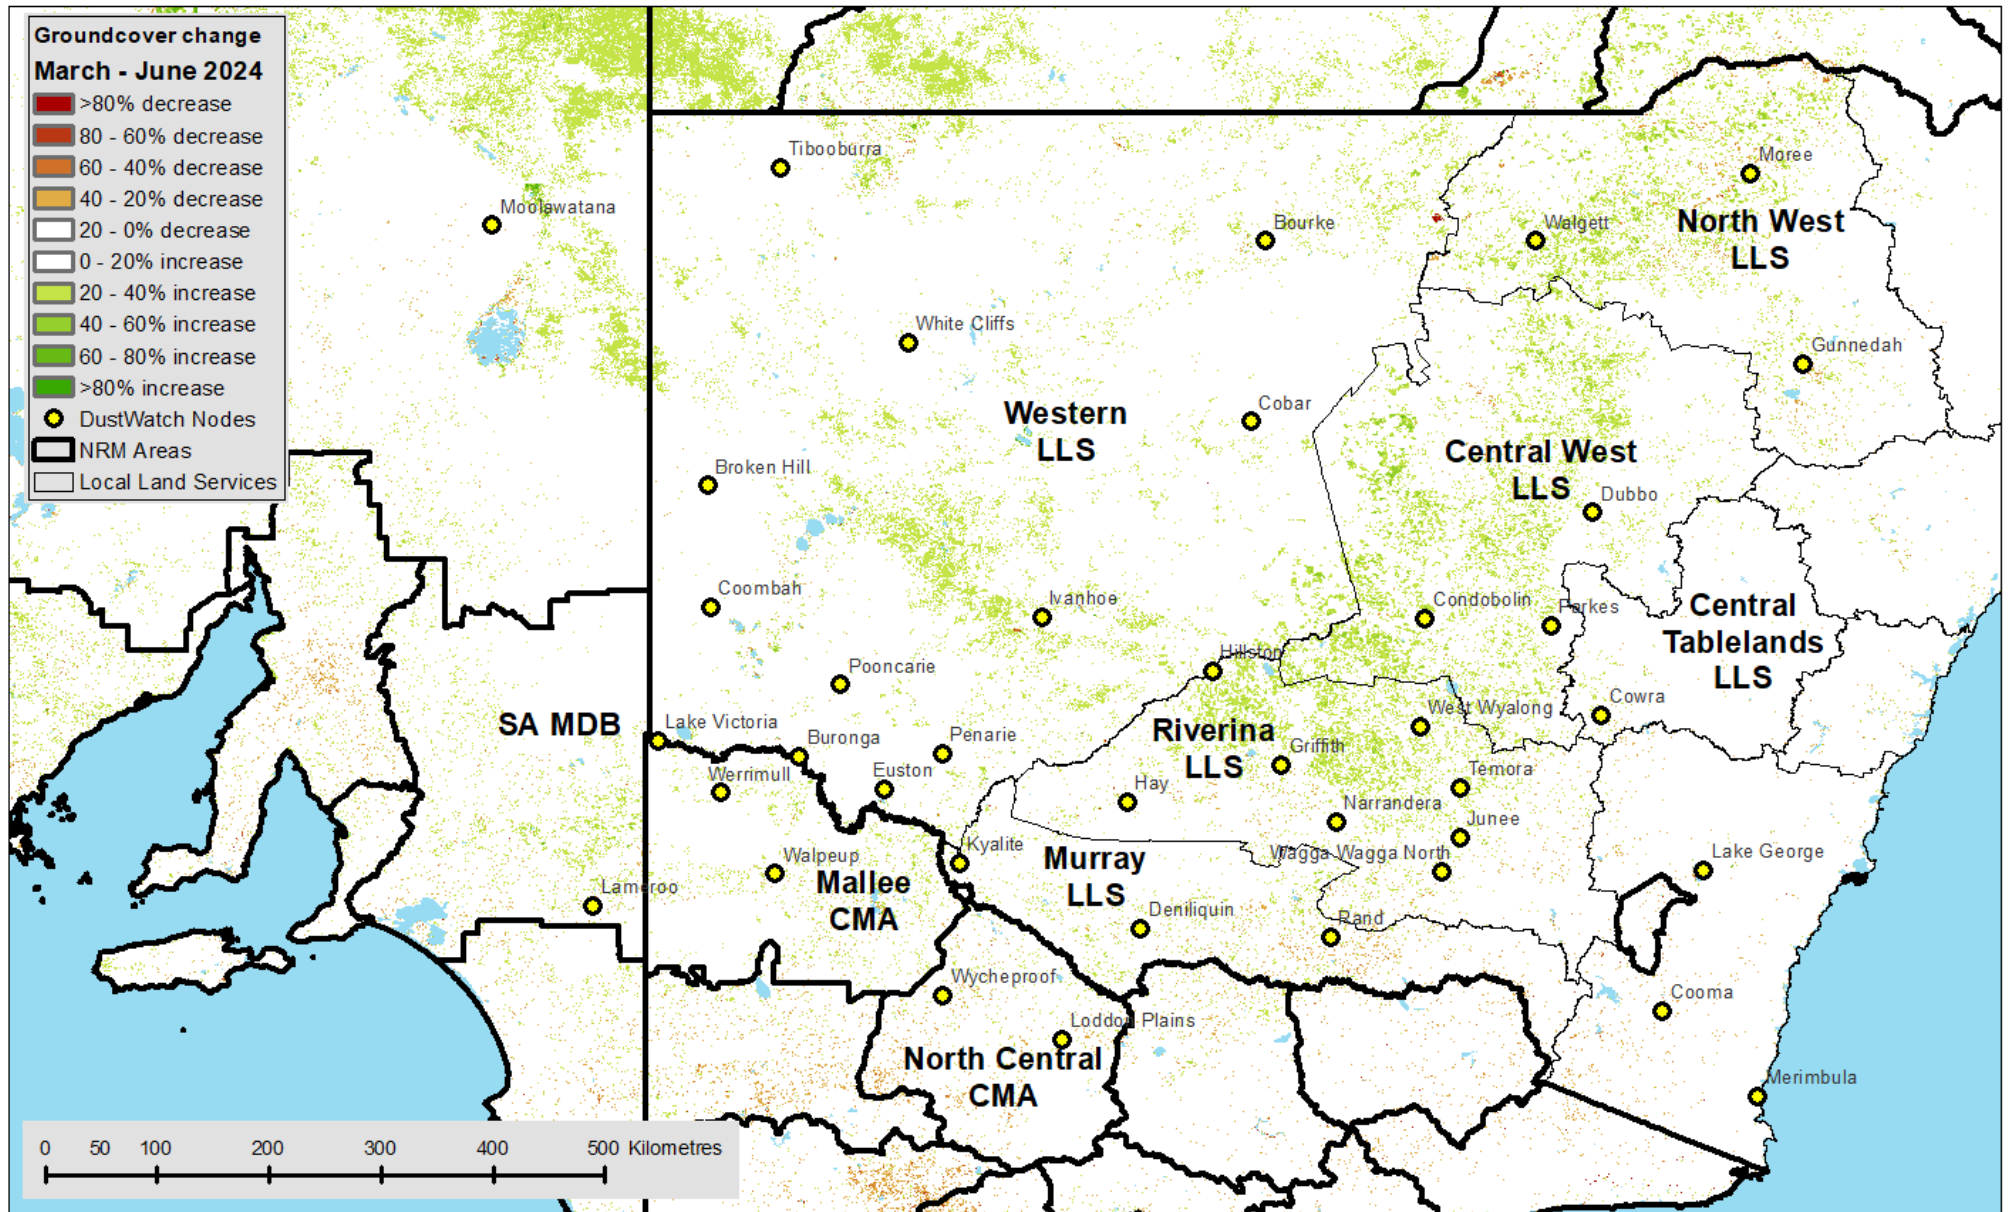 Groundcover change
March - June 2024
>80% decrease
80 - 60% decrease
60 - 40% decrease
40 - 20% decrease
20 - 0% decrease
0 - 20% increase
20 - 40% increase
40 - 60% increase
60 - 80% increase
>80% increase
DustWatch Nodes
NRM Areas
Local Land Services
Tibooburra
Moree
Moolawatana
Bourke
Walgett
North West
LLS
White Cliffs
Gunnedah
Cobar
Western
LLS
Central West
LLS
Broken Hill
Dubbo
Coombah
Ivanhoe
Condobolin
Parkes
Central
Tablelands
LLS
Hillston
Pooncarie
SA MDB
Lake Victoria
Buronga
Penarie
Riverina
LLS
West Wyalong
Cowra
Griffith
Werrimull
Euston
Hay
Temora
Narrandera
Junee
Kyalite
Murray
LLS
Wagga Wagga North
Lake George
Walpeup
Mallee
CMA
Lameroo
Deniliquin
Rand
Wycheproof
Cooma
Loddon Plains
North Central
CMA
Merimbula
0 50 100 200 300 400 500 Kilometres